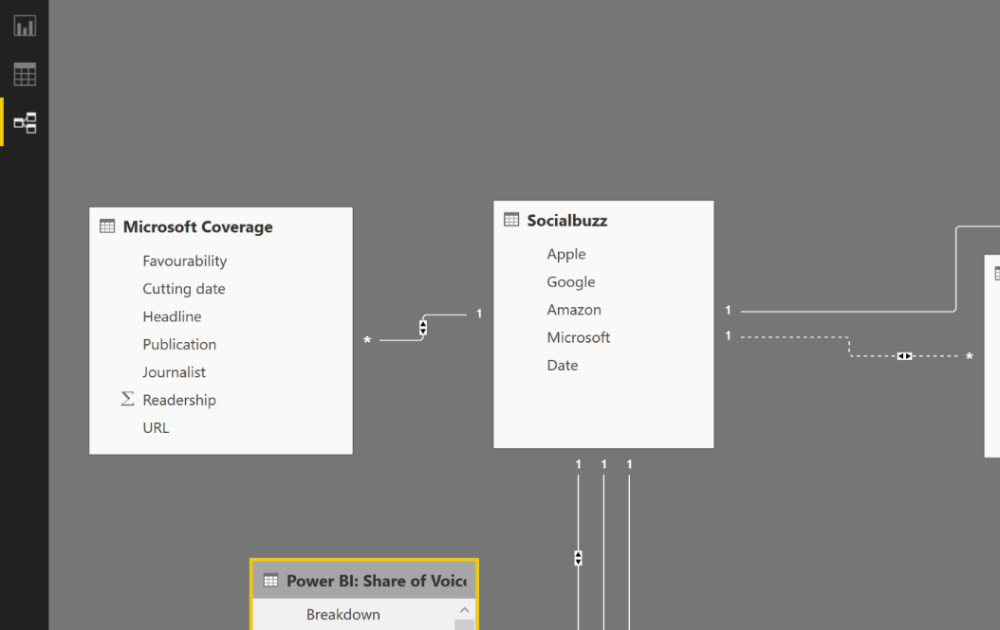 Microsoft Coverage
Favourability
Cutting date
Headline
Publication
Journalist
Readership
URL
*
1
Socialbuzz
Apple
Google
Amazon
Microsoft
Date
1
1
*
1 1 1
Power BI: Share of Voice
Breakdown